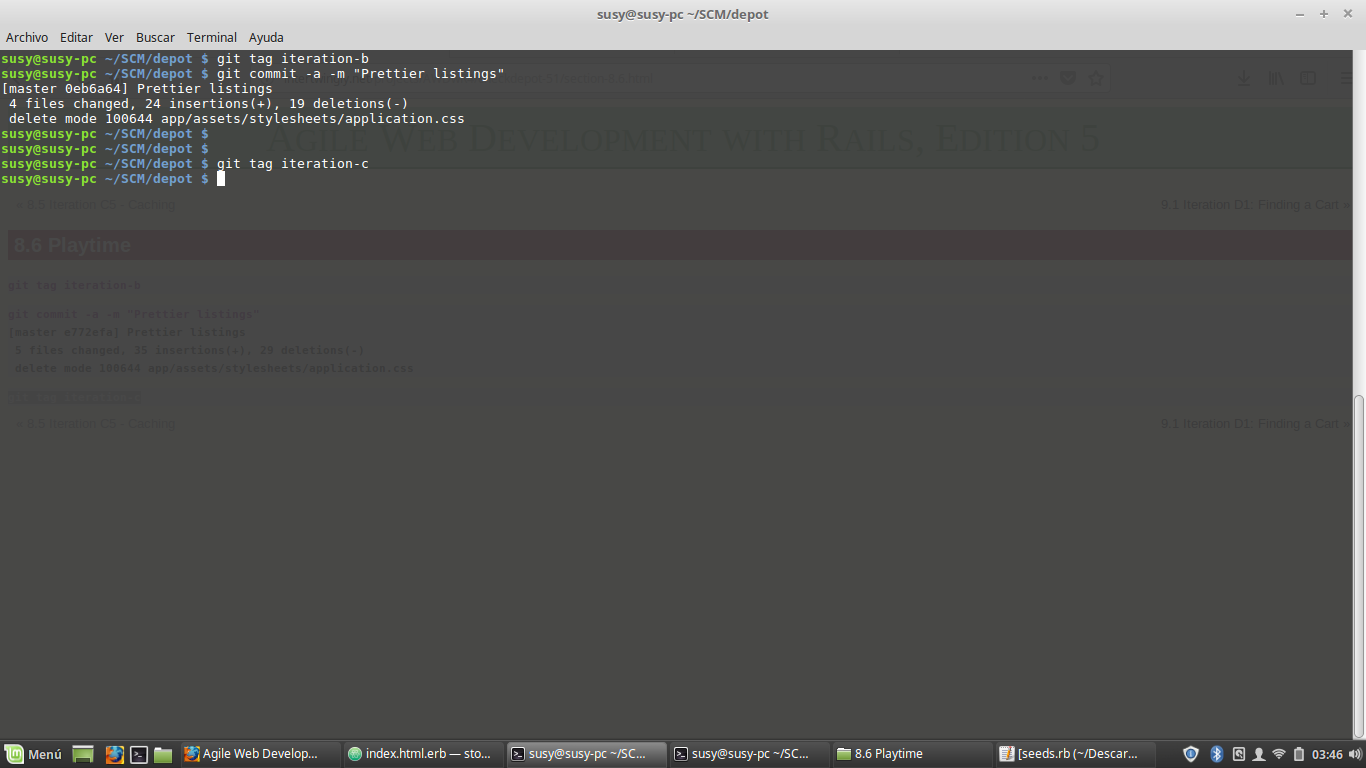 susy@susy-pc ~/SCM/depot
Archivo Editar Ver Buscar Terminal Ayuda
susy@susy-pc ~/SCM/depot $ git tag iteration-b
susy@susy-pc ~/SCM/depot $ git commit -a -m "Prettier listings"
[master 0eb6a64] Prettier listings
 4 files changed, 24 insertions(+), 19 deletions(-)
 delete mode 100644 app/assets/stylesheets/application.css
susy@susy-pc ~/SCM/depot $
susy@susy-pc ~/SCM/depot $
susy@susy-pc ~/SCM/depot $ git tag iteration-c
susy@susy-pc ~/SCM/depot $
Agile Web Development with Rails, Edition 5
« 8.5 Iteration C5 - Caching 9.1 Iteration D1: Finding a Cart »
8.6 Playtime
git tag iteration-b
git commit -a -m "Prettier listings"
[master e772efa] Prettier listings
 5 files changed, 35 insertions(+), 29 deletions(-)
 delete mode 100644 app/assets/stylesheets/application.css
« 8.5 Iteration C5 - Caching 9.1 Iteration D1: Finding a Cart »
Menú Agile Web Develop... index.html.erb — sto... susy@susy-pc ~/SC... susy@susy-pc ~/SC... 8.6 Playtime [seeds.rb (~/Descar... 03:46